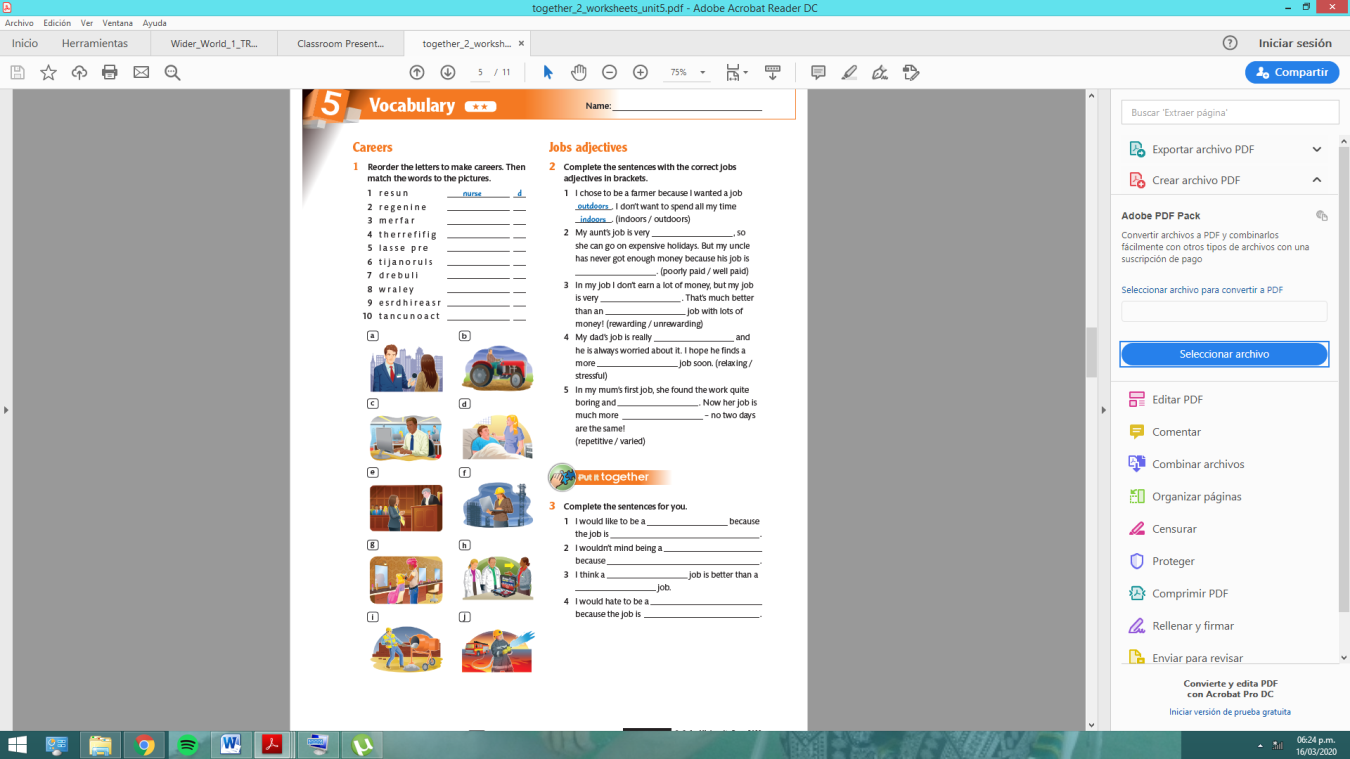 together_2_worksheets_unit5.pdf - Adobe Acrobat Reader DC
Archivo Edición Ver Ventana Ayuda
Inicio Herramientas Wider_World_1_TR... Classroom Present... together_2_worksh... × Iniciar sesión
5 / 11 75% Compartir
5 Vocabulary ★★ Name:
Careers
1 Reorder the letters to make careers. Then
match the words to the pictures.
1 resun nurse d
2 regenine
3 merfar
4 therrefifig
5 lasse pre
6 tijanoruls
7 drebuli
8 wraley
9 esrdhireasr
10 tancunoact
a b
c d
e f
g h
i j
Jobs adjectives
2 Complete the sentences with the correct jobs
adjectives in brackets.
1 I chose to be a farmer because I wanted a job
outdoors. I don't want to spend all my time
indoors. (indoors / outdoors)
2 My aunt's job is very , so
she can go on expensive holidays. But my uncle
has never got enough money because his job is
. (poorly paid / well paid)
3 In my job I don't earn a lot of money, but my job
is very . That's much better
than an job with lots of
money! (rewarding / unrewarding)
4 My dad's job is really and
he is always worried about it. I hope he finds a
more job soon. (relaxing /
stressful)
5 In my mum's first job, she found the work quite
boring and . Now her job is
much more – no two days
are the same!
(repetitive / varied)
Put it together
3 Complete the sentences for you.
1 I would like to be a because
the job is .
2 I wouldn't mind being a
because .
3 I think a job is better than a
job.
4 I would hate to be a
because the job is .
Buscar 'Extraer página'
Exportar archivo PDF
Crear archivo PDF
Adobe PDF Pack
Convertir archivos a PDF y combinarlos
fácilmente con otros tipos de archivos con una
suscripción de pago
Seleccionar archivo para convertir a PDF
Seleccionar archivo
Editar PDF
Comentar
Combinar archivos
Organizar páginas
Censurar
Proteger
Comprimir PDF
Rellenar y firmar
Enviar para revisar
Convierte y edita PDF
con Acrobat Pro DC
Iniciar versión de prueba gratuita
06:24 p.m.
16/03/2020